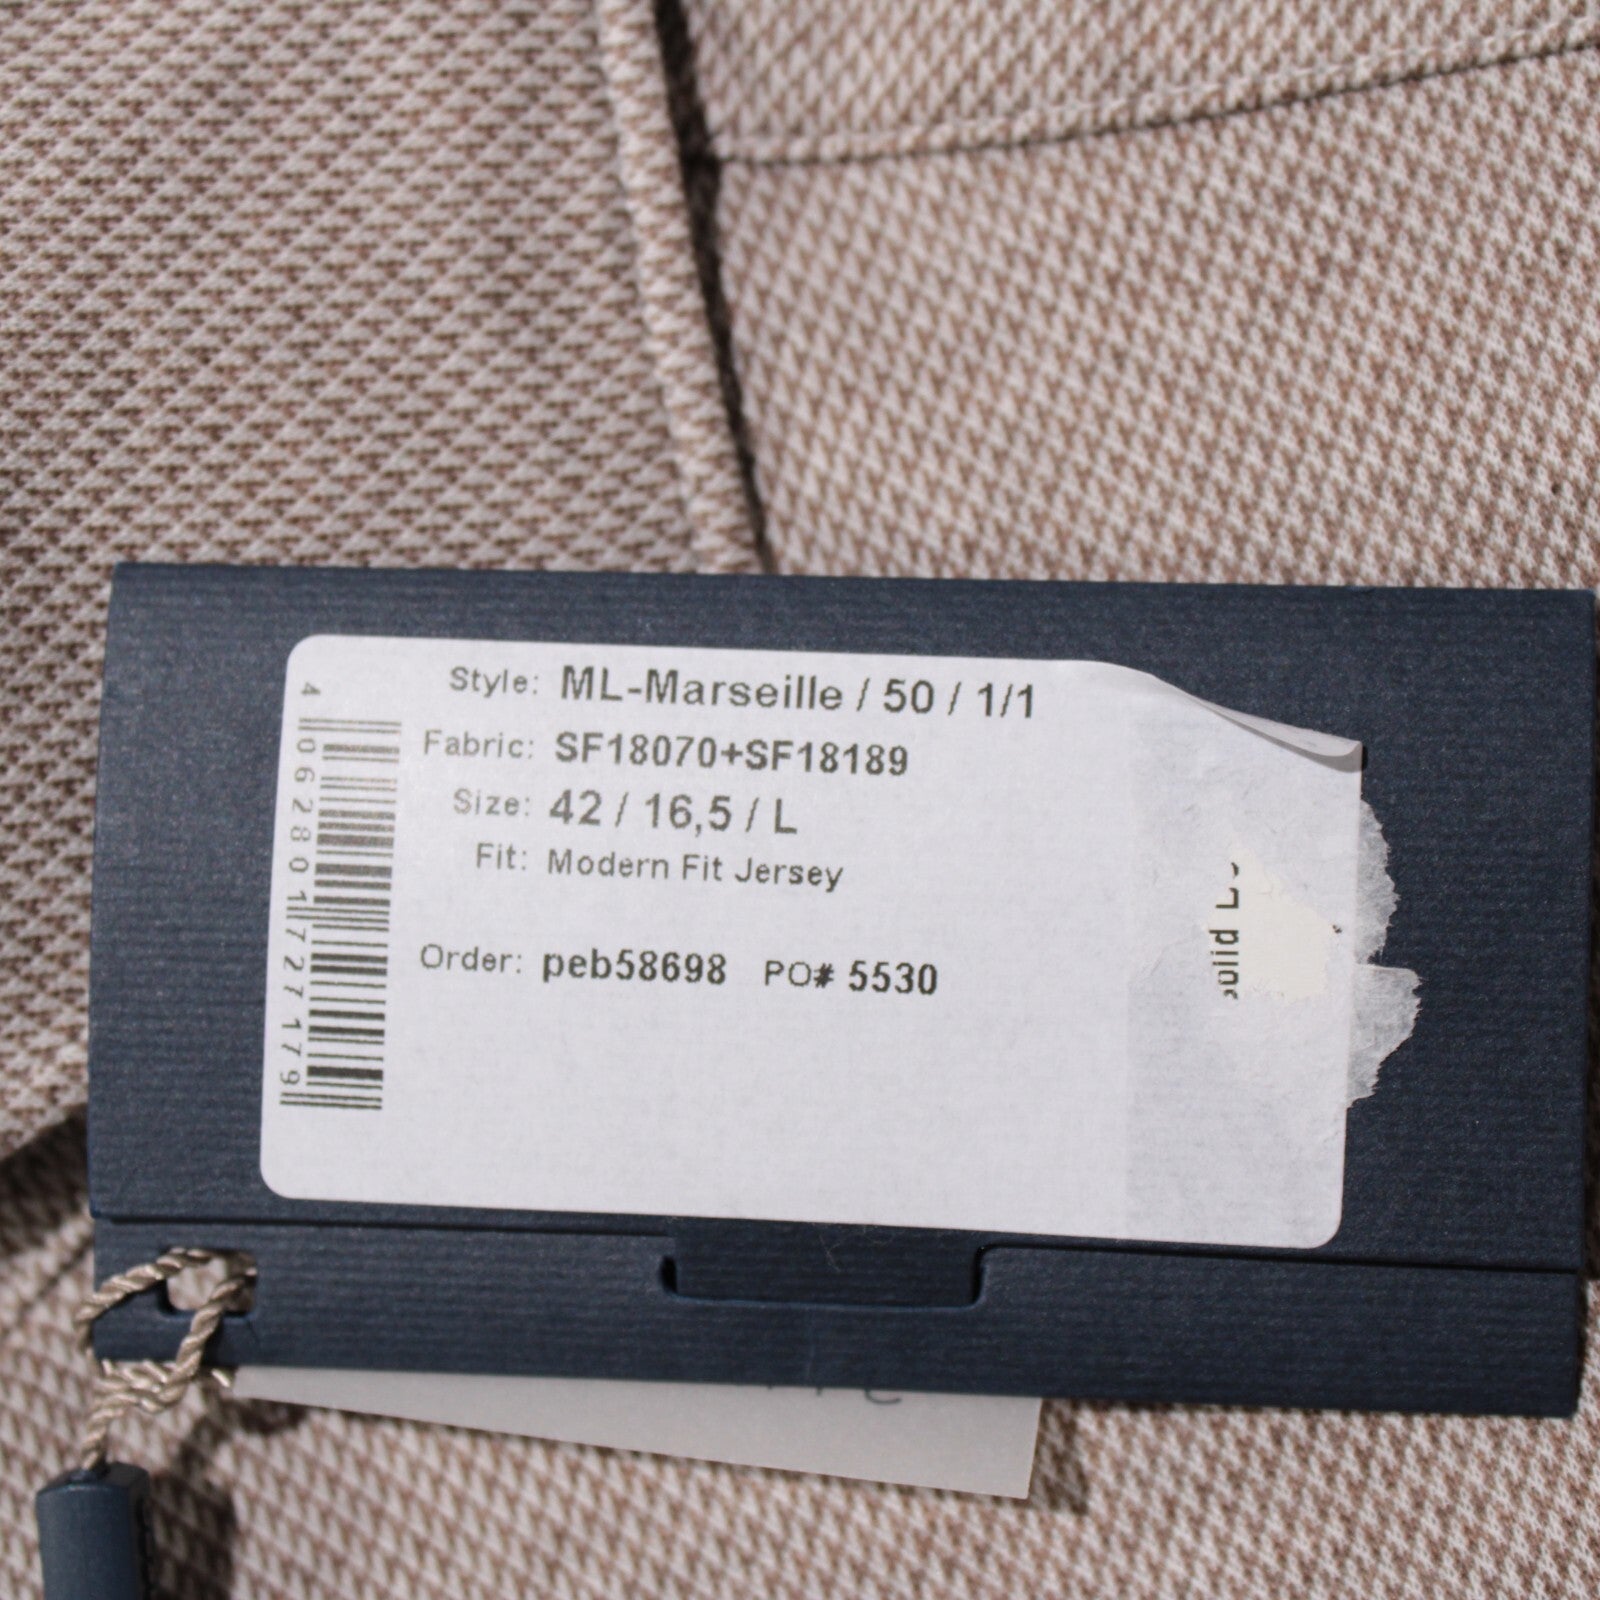 Style: ML-Marseille / 50 / 1/1
Fabric: SF18070+SF18189
Size: 42 / 16,5 / L
Fit: Modern Fit Jersey
Order: peb58698 PO# 5530
4 062801 727179